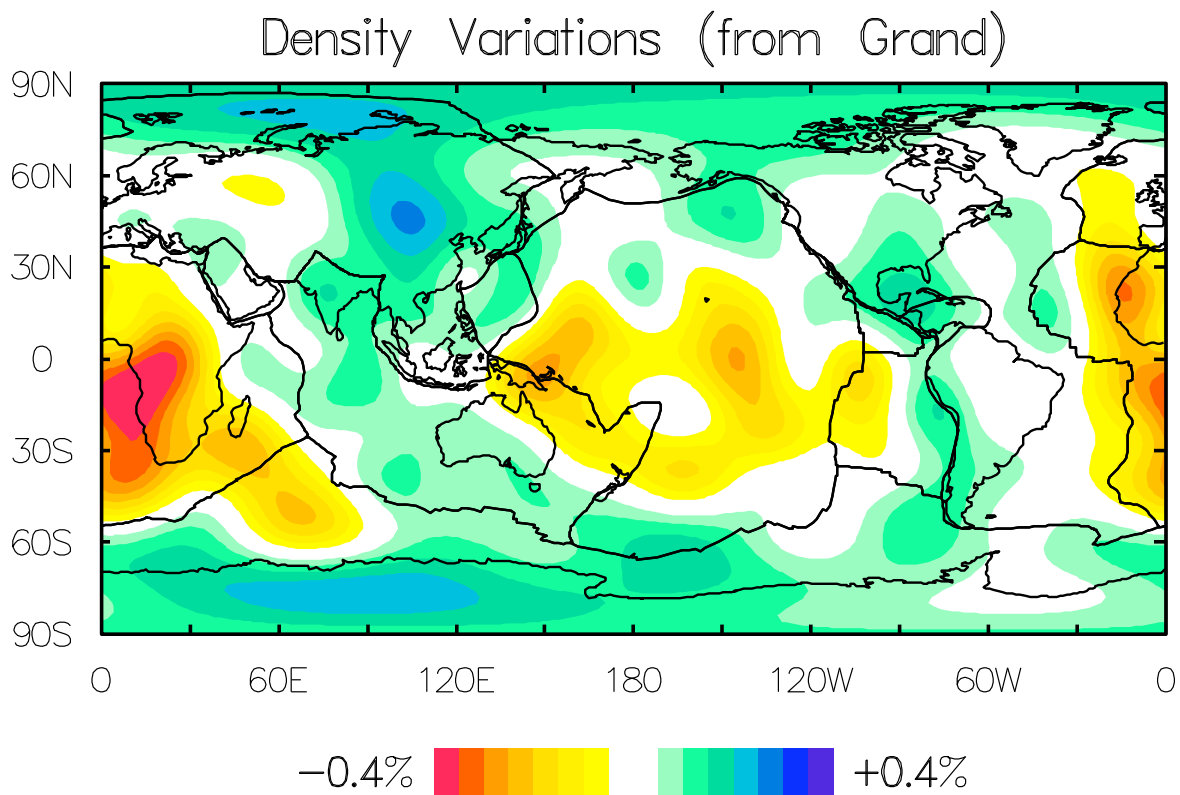 Density Variations (from Grand)
90N
60N
30N
0
30S
60S
90S
0 60E 120E 180 120W 60W 0
−0.4% +0.4%